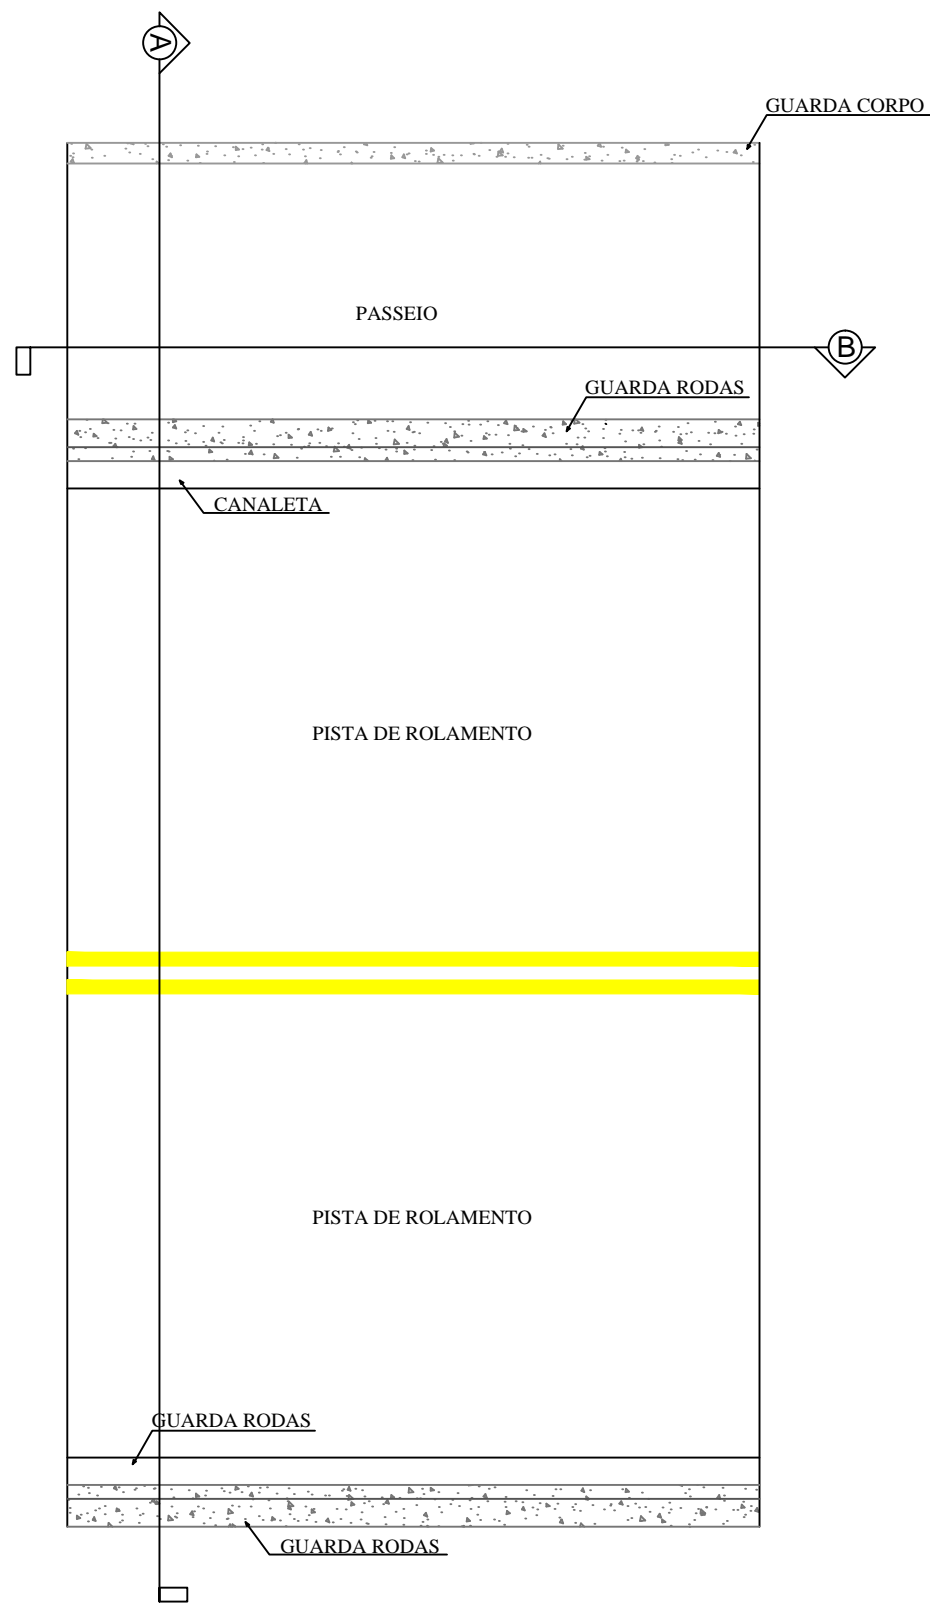 A
GUARDA CORPO
PASSEIO
B
GUARDA RODAS
CANALETA
PISTA DE ROLAMENTO
PISTA DE ROLAMENTO
GUARDA RODAS
GUARDA RODAS